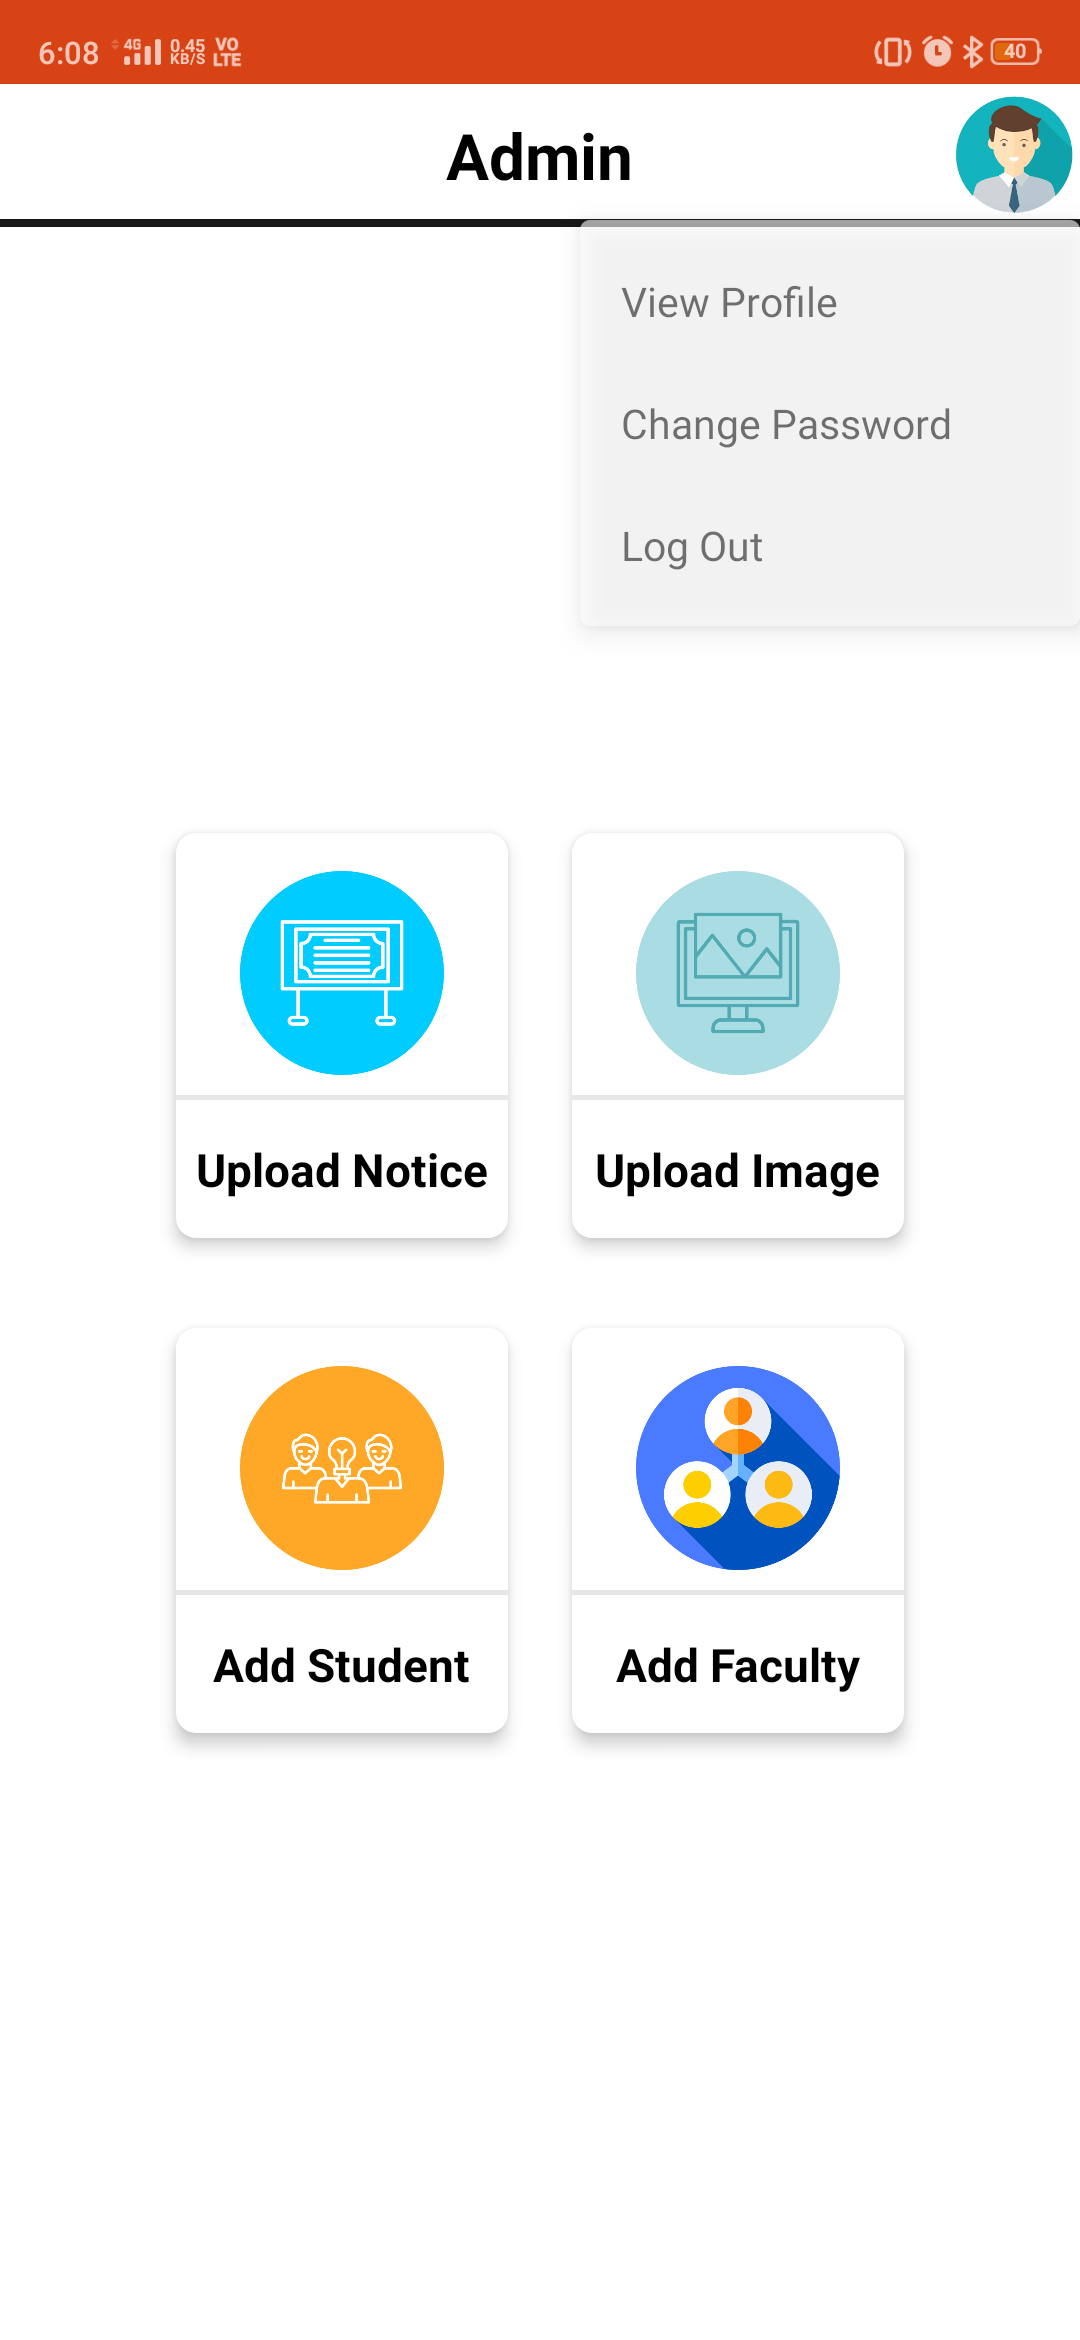 6:08 4G 0.45 KB/S VO LTE 40
Admin
View Profile
Change Password
Log Out
Upload Notice Upload Image
Add Student Add Faculty